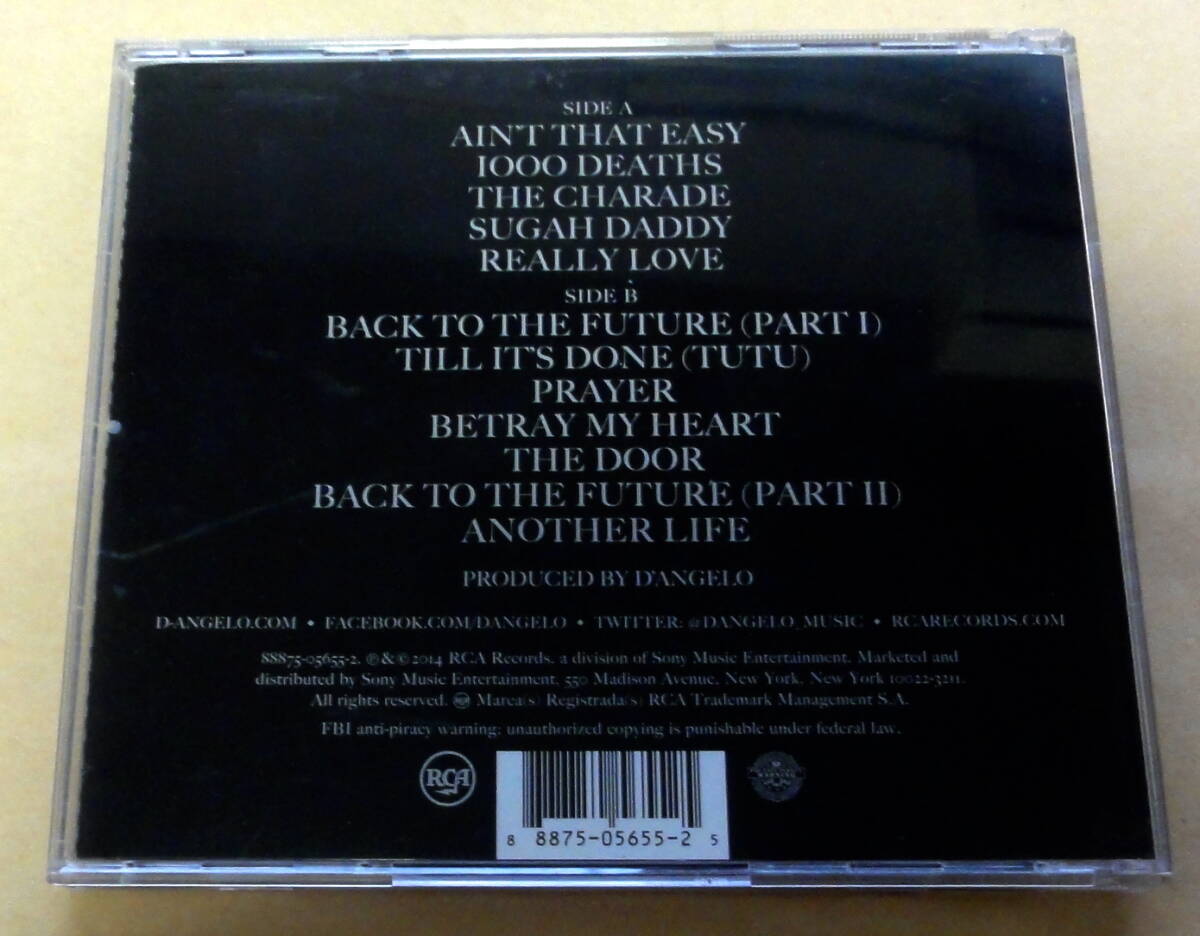 SIDE A
AIN'T THAT EASY
1000 DEATHS
THE CHARADE
SUGAH DADDY
REALLY LOVE
SIDE B
BACK TO THE FUTURE (PART I)
TILL IT'S DONE (TUTU)
PRAYER
BETRAY MY HEART
THE DOOR
BACK TO THE FUTURE (PART II)
ANOTHER LIFE
PRODUCED BY D'ANGELO
D-ANGELO.COM • FACEBOOK.COM/DANGELO • TWITTER: @DANGELO_MUSIC • RCARECORDS.COM
88875-05655-2. ℗&©2014 RCA Records, a division of Sony Music Entertainment. Marketed and
distributed by Sony Music Entertainment, 550 Madison Avenue, New York, New York 10022-3211.
All rights reserved. Marca(s) Registrada(s) RCA Trademark Management S.A.
FBI anti-piracy warning: unauthorized copying is punishable under federal law.
RCA
8 8875-05655-2 5
WARNING